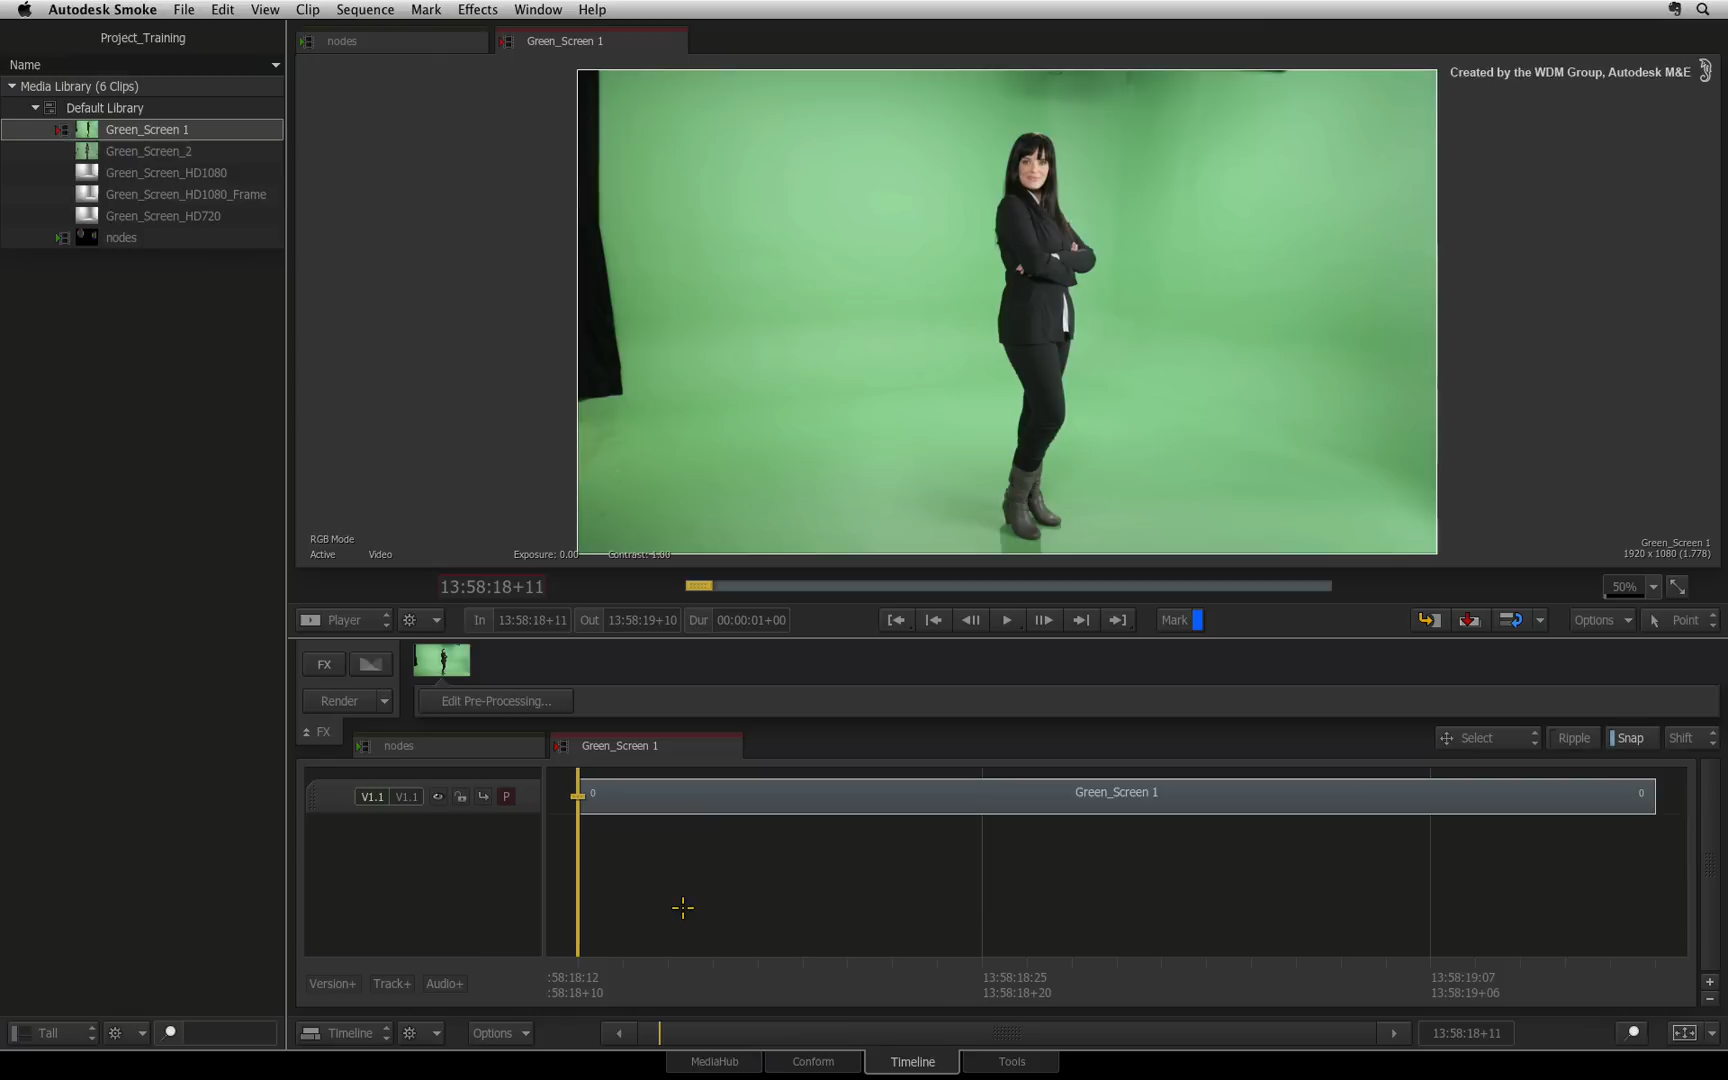 Autodesk Smoke File Edit View Clip Sequence Mark Effects Window Help
Project_Training
nodes
Green_Screen 1
Name
Media Library (6 Clips)
Default Library
Green_Screen 1
Green_Screen_2
Green_Screen_HD1080
Green_Screen_HD1080_Frame
Green_Screen_HD720
nodes
Created by the WDM Group, Autodesk M&E
RGB Mode
Active Video Exposure: 0.00 Contrast: 1.00
Green_Screen 1
1920 x 1080 (1.778)
13:58:18+11
50%
Player
In 13:58:18+11 Out 13:58:19+10 Dur 00:00:01+00
Mark
Options
Point
FX
Render
Edit Pre-Processing...
FX
nodes
Green_Screen 1
Select
Ripple
Snap
Shift
V1.1 V1.1 P
0 Green_Screen 1 0
Version+ Track+ Audio+
:58:18:12 13:58:18:25 13:58:19:07
:58:18+10 13:58:18+20 13:58:19+06
Tall
Timeline
Options
13:58:18+11
MediaHub Conform Timeline Tools